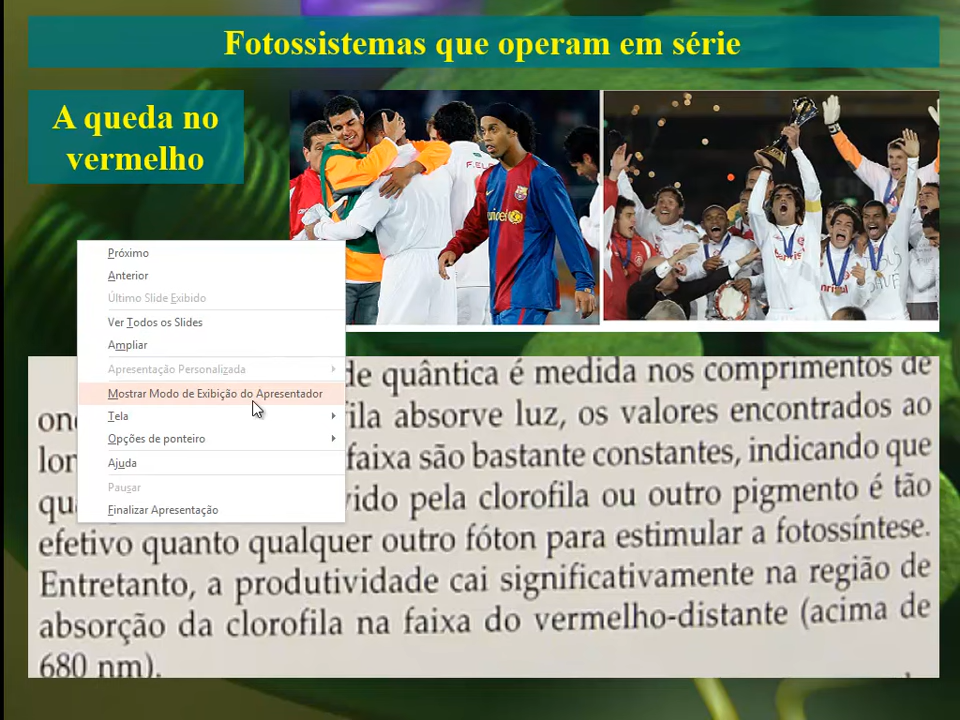 Fotossistemas que operam em série
A queda no
vermelho
Próximo
Anterior
Último Slide Exibido
Ver Todos os Slides
Ampliar
Apresentação Personalizada
Mostrar Modo de Exibição do Apresentador
Tela
Opções de ponteiro
Ajuda
Pausar
Finalizar Apresentação
de quântica é medida nos comprimentos de
absorve luz, os valores encontrados ao
faixa são bastante constantes, indicando que
pela clorofila ou outro pigmento é tão
efetivo quanto qualquer outro fóton para estimular a fotossíntese.
Entretanto, a produtividade cai significativamente na região de
absorção da clorofila na faixa do vermelho-distante (acima de
680 nm).